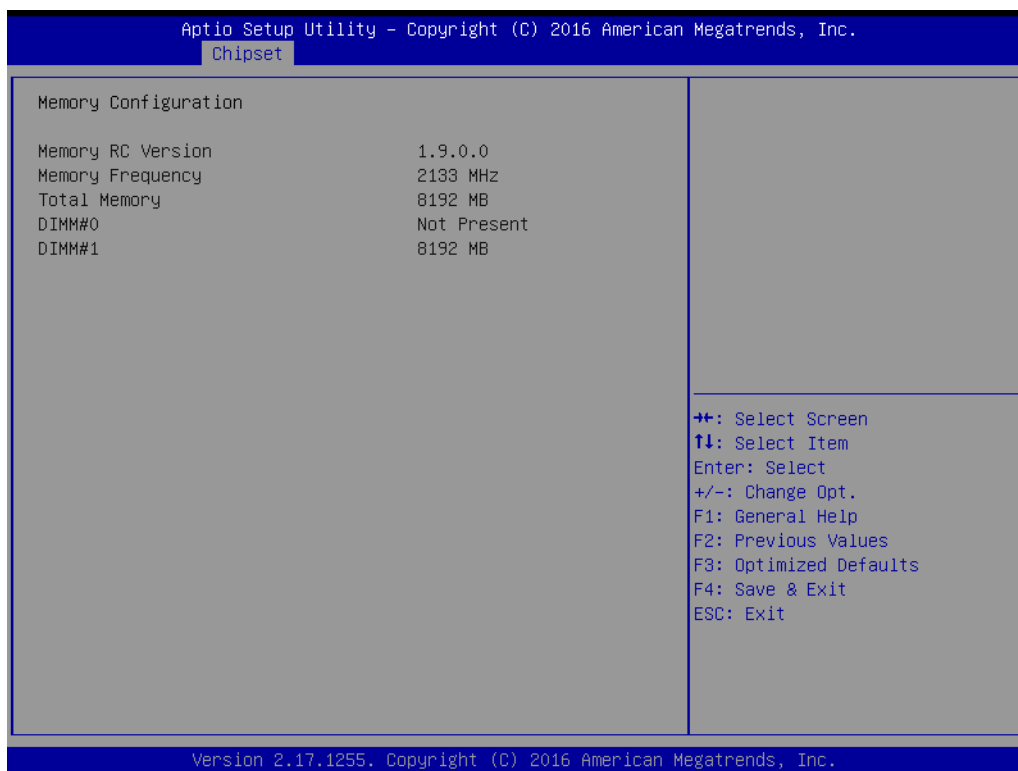 Aptio Setup Utility – Copyright (C) 2016 American Megatrends, Inc.
Chipset
Memory Configuration
Memory RC Version 1.9.0.0
Memory Frequency 2133 MHz
Total Memory 8192 MB
DIMM#0 Not Present
DIMM#1 8192 MB
→←: Select Screen
↑↓: Select Item
Enter: Select
+/-: Change Opt.
F1: General Help
F2: Previous Values
F3: Optimized Defaults
F4: Save & Exit
ESC: Exit
Version 2.17.1255. Copyright (C) 2016 American Megatrends, Inc.